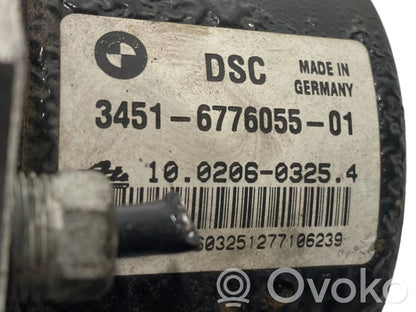 DSC
MADE IN
GERMANY
3451-6776055-01
10.0206-0325.4
603251277106239
Ovoko